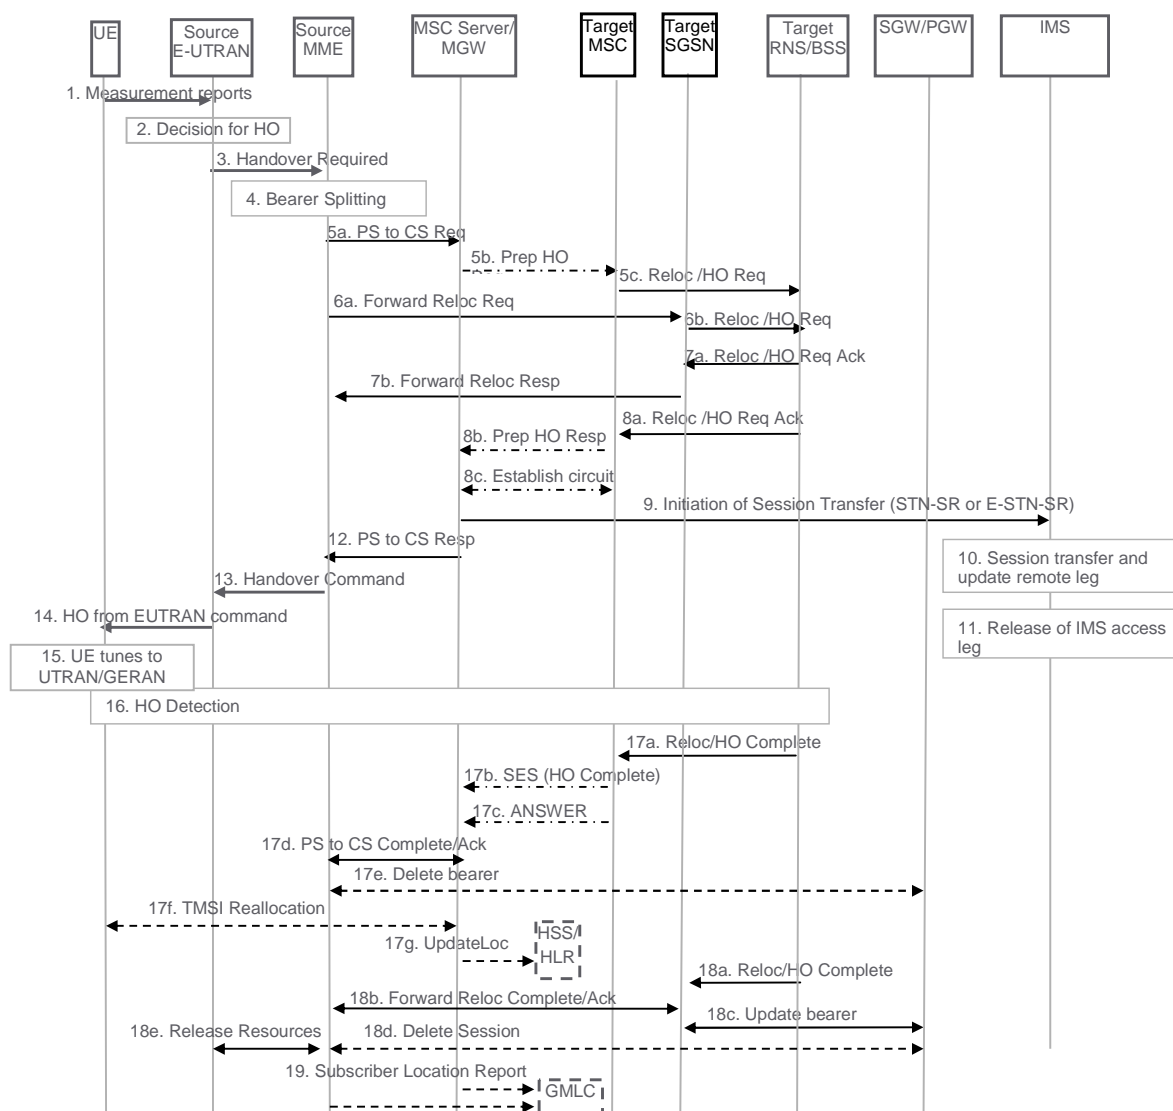 UE
Source
E-UTRAN
Source
MME
MSC Server/
MGW
Target
MSC
Target
SGSN
Target
RNS/BSS
SGW/PGW
IMS
1. Measurement reports
2. Decision for HO
3. Handover Required
4. Bearer Splitting
5a. PS to CS Req
5b. Prep HO
5c. Reloc /HO Req
6a. Forward Reloc Req
6b. Reloc /HO Req
7a. Reloc /HO Req Ack
7b. Forward Reloc Resp
8a. Reloc /HO Req Ack
8b. Prep HO Resp
8c. Establish circuit
9. Initiation of Session Transfer (STN-SR or E-STN-SR)
12. PS to CS Resp
10. Session transfer and
update remote leg
13. Handover Command
14. HO from EUTRAN command
11. Release of IMS access
leg
15. UE tunes to
UTRAN/GERAN
16. HO Detection
17a. Reloc/HO Complete
17b. SES (HO Complete)
17c. ANSWER
17d. PS to CS Complete/Ack
17e. Delete bearer
17f. TMSI Reallocation
HSS/
HLR
17g. UpdateLoc
18a. Reloc/HO Complete
18b. Forward Reloc Complete/Ack
18c. Update bearer
18e. Release Resources
18d. Delete Session
19. Subscriber Location Report
GMLC